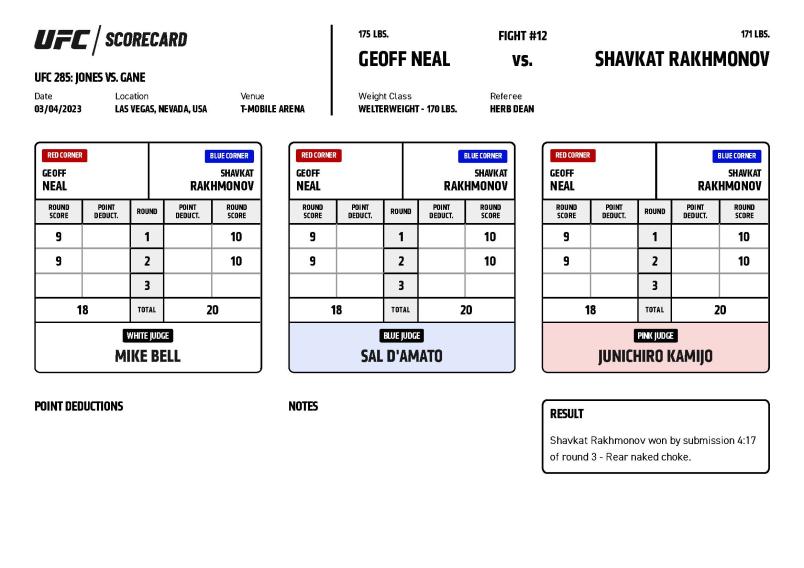 UFC / SCORECARD
UFC 285: JONES VS. GANE
Date Location Venue
03/04/2023 LAS VEGAS, NEVADA, USA T-MOBILE ARENA
175 LBS. FIGHT #12 171 LBS.
GEOFF NEAL VS. SHAVKAT RAKHMONOV
Weight Class Referee
WELTERWEIGHT - 170 LBS. HERB DEAN
RED CORNER BLUE CORNER
GEOFF SHAVKAT
NEAL RAKHMONOV
ROUND POINT ROUND POINT ROUND
SCORE DEDUCT. DEDUCT. SCORE
9 1 10
9 2 10
3
18 TOTAL 20
WHITE JUDGE
MIKE BELL
RED CORNER BLUE CORNER
GEOFF SHAVKAT
NEAL RAKHMONOV
ROUND POINT ROUND POINT ROUND
SCORE DEDUCT. DEDUCT. SCORE
9 1 10
9 2 10
3
18 TOTAL 20
BLUE JUDGE
SAL D'AMATO
RED CORNER BLUE CORNER
GEOFF SHAVKAT
NEAL RAKHMONOV
ROUND POINT ROUND POINT ROUND
SCORE DEDUCT. DEDUCT. SCORE
9 1 10
9 2 10
3
18 TOTAL 20
PINK JUDGE
JUNICHIRO KAMIJO
POINT DEDUCTIONS
NOTES
RESULT
Shavkat Rakhmonov won by submission 4:17
of round 3 - Rear naked choke.